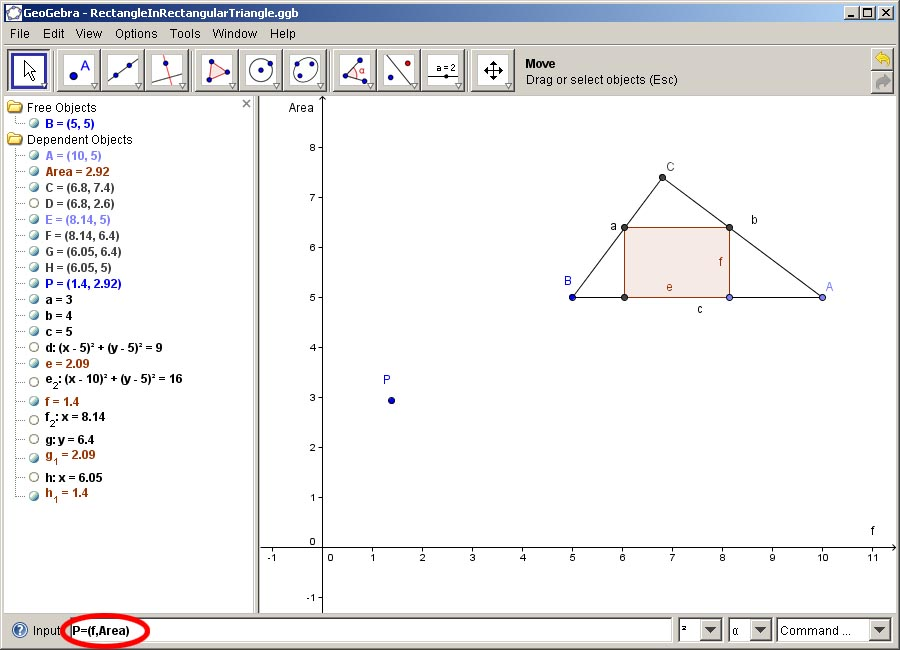 GeoGebra - RectangleInRectangularTriangle.ggb
File Edit View Options Tools Window Help
A
α
a = 2
Move
Drag or select objects (Esc)
Free Objects
B = (5, 5)
Dependent Objects
A = (10, 5)
Area = 2.92
C = (6.8, 7.4)
D = (6.8, 2.6)
E = (8.14, 5)
F = (8.14, 6.4)
G = (6.05, 6.4)
H = (6.05, 5)
P = (1.4, 2.92)
a = 3
b = 4
c = 5
d: (x - 5)² + (y - 5)² = 9
e = 2.09
e₂: (x - 10)² + (y - 5)² = 16
f = 1.4
f₂: x = 8.14
g: y = 6.4
g₁ = 2.09
h: x = 6.05
h₁ = 1.4
Area
8
7
6
5
4
3
2
1
0
-1
C
a
b
f
B
e
A
c
P
f
-1 0 1 2 3 4 5 6 7 8 9 10 11
Input: P=(f,Area)
²
α
Command ...